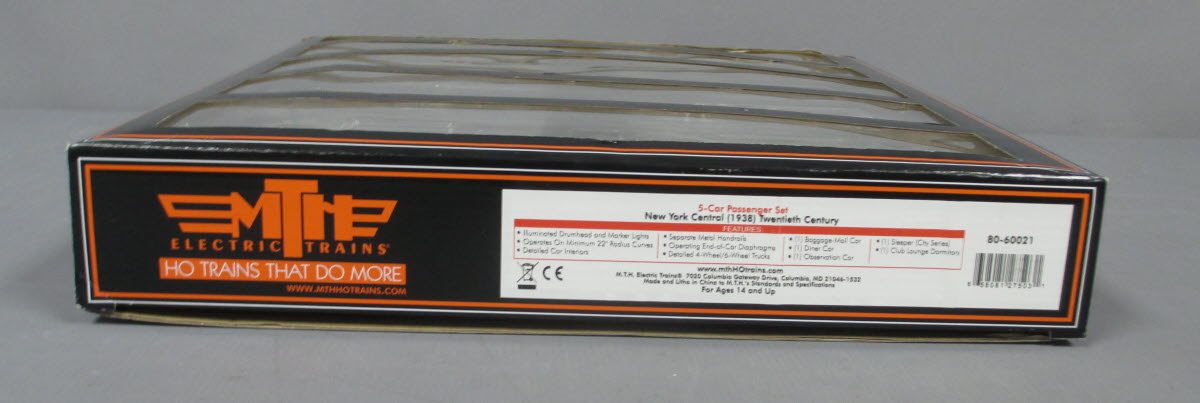 MTH
ELECTRIC TRAINS®
HO TRAINS THAT DO MORE
WWW.MTHHOTRAINS.COM
5-Car Passenger Set
New York Central (1938) Twentieth Century
FEATURES:
• Illuminated Drumhead and Marker Lights
• Operates On Minimum 22" Radius Curves
• Detailed Car Interiors
• Separate Metal Handrails
• Operating End-of-Car Diaphragms
• Detailed 4-Wheel/6-Wheel Trucks
• (1) Baggage-Mail Car
• (1) Diner Car
• (1) Observation Car
• (1) Sleeper (City Series)
• (1) Club Lounge Dormitory
80-60021
CE
www.mthHOtrains.com
M.T.H. Electric Trains® 7020 Columbia Gateway Drive, Columbia, MD 21046-1532
Made and Litho in China to M.T.H.'s Standards and Specifications
For Ages 14 and Up